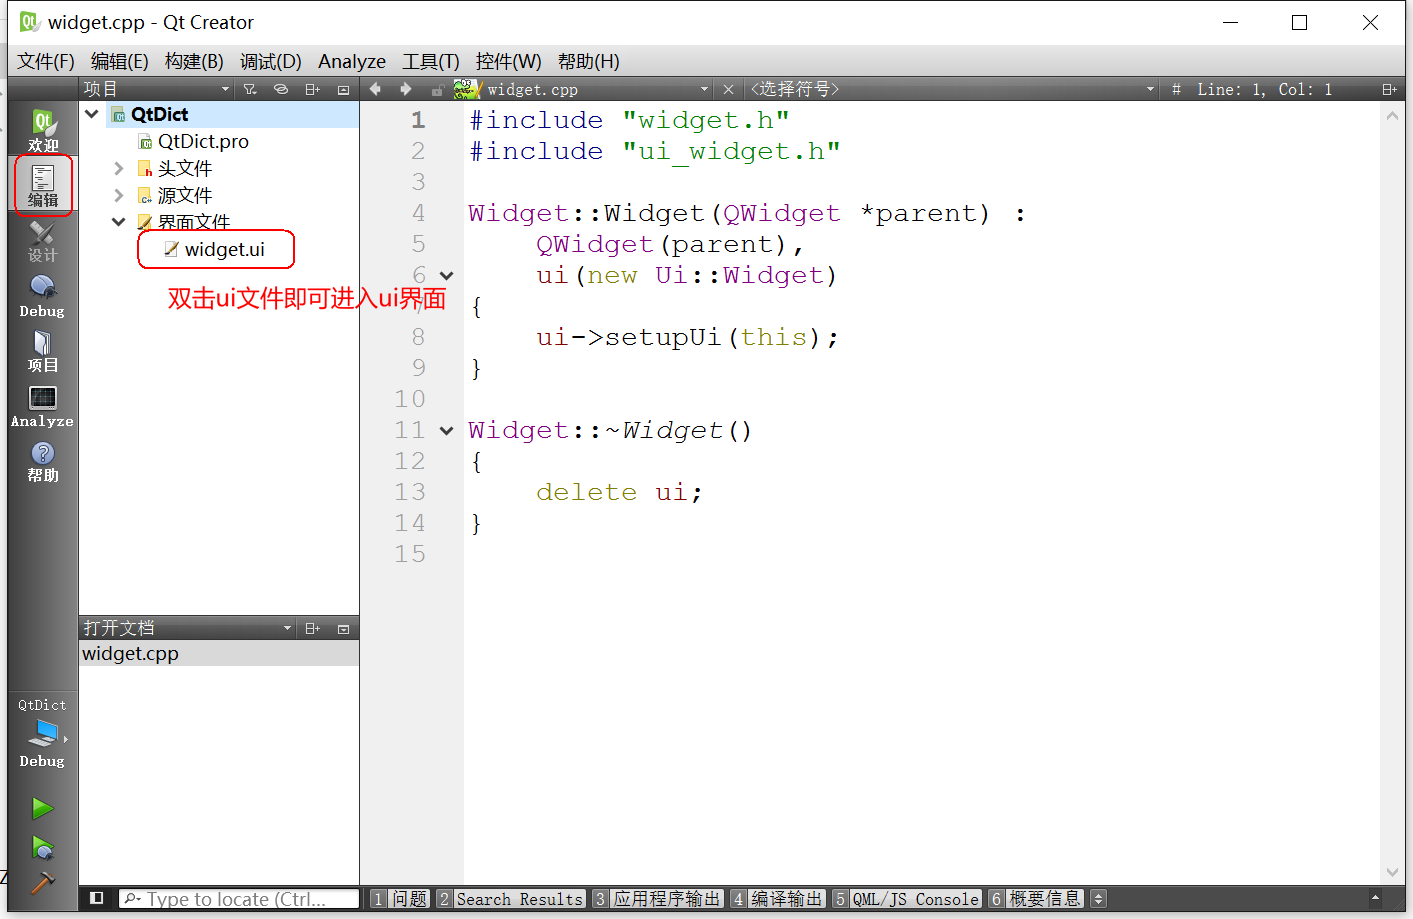 widget.cpp - Qt Creator
文件(F) 编辑(E) 构建(B) 调试(D) Analyze 工具(T) 控件(W) 帮助(H)
项目
widget.cpp
<选择符号>
# Line: 1, Col: 1
欢迎
编辑
设计
Debug
项目
Analyze
帮助
QtDict
Debug
QtDict
QtDict.pro
头文件
源文件
界面文件
widget.ui
双击ui文件即可进入ui界面
打开文档
widget.cpp
1 #include "widget.h"
2 #include "ui_widget.h"
3
4 Widget::Widget(QWidget *parent) :
5 QWidget(parent),
6 ui(new Ui::Widget)
{
8 ui->setupUi(this);
9 }
10
11 Widget::~Widget()
12 {
13 delete ui;
14 }
15
Type to locate (Ctrl...
1 问题 2 Search Results 3 应用程序输出 4 编译输出 5 QML/JS Console 6 概要信息